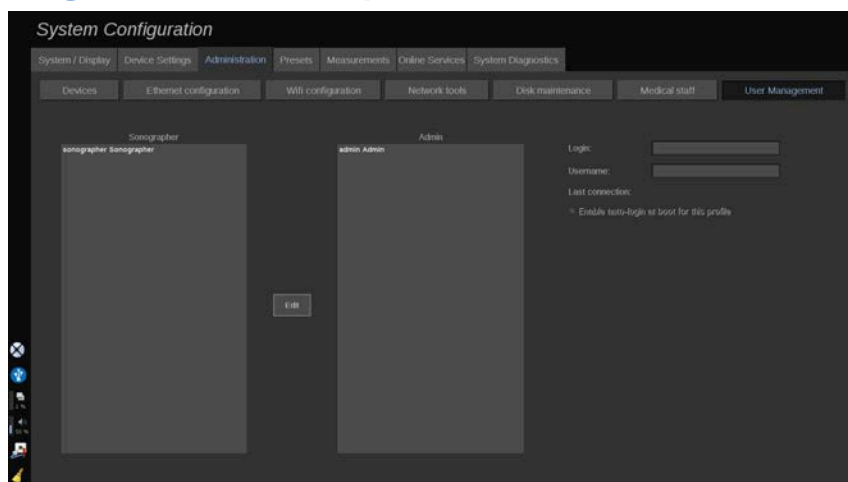 System Configuration
System / Display Device Settings Administration Presets Measurements Online Services System Diagnostics
Devices Ethernet configuration Wifi configuration Network tools Disk maintenance Medical staff User Management
Sonographer Admin
sonographer Sonographer admin Admin
Login:
Username:
Last connection:
Enable auto-login at boot for this profile
Edit